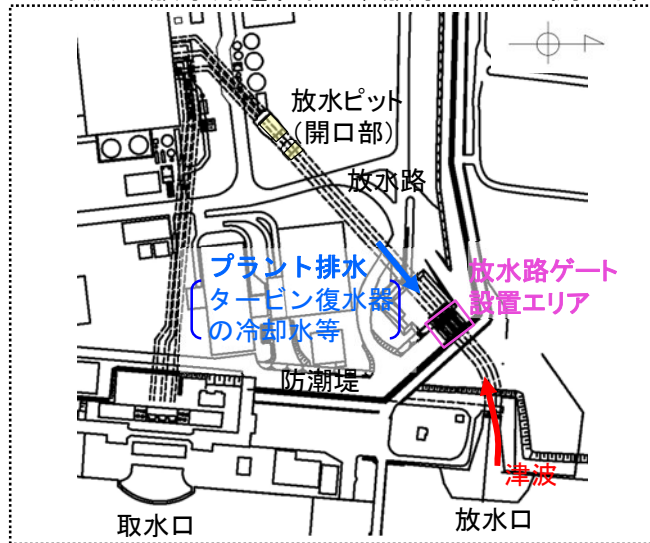 放水ピット
（開口部）
放水路
プラント排水
タービン復水器
の冷却水等
放水路ゲート
設置エリア
防潮堤
津波
取水口
放水口